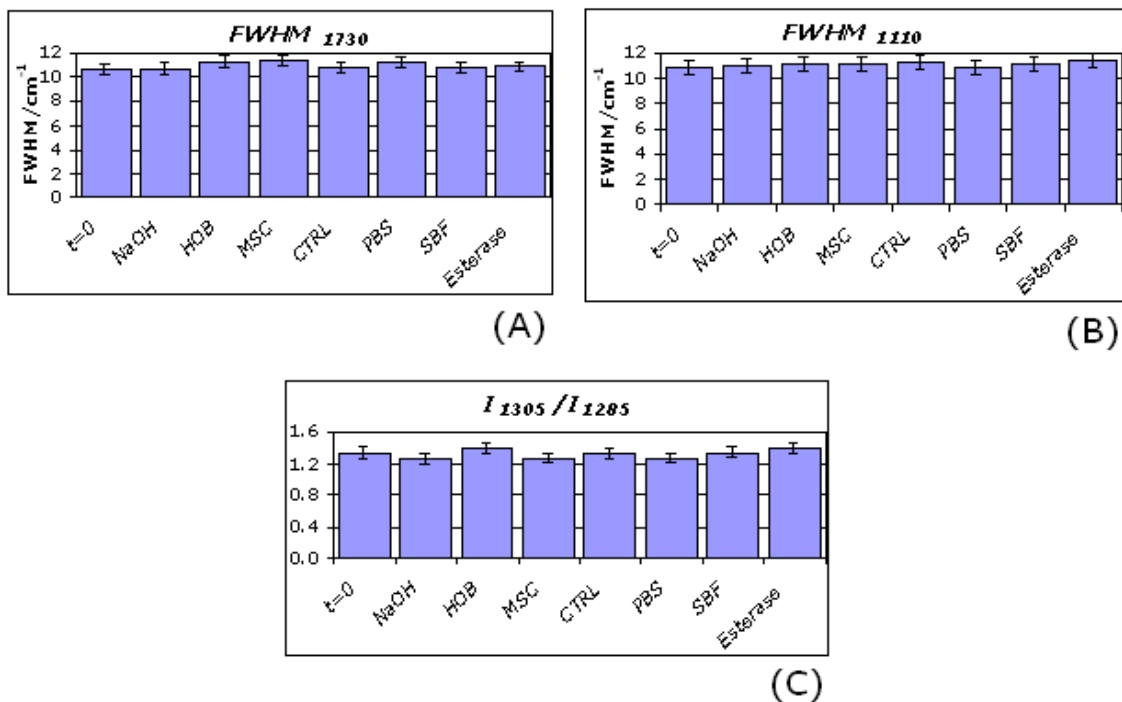 FWHM 1730
FWHM/cm-1
12
10
8
6
4
2
0
t=0 NaOH HOB MSC CTRL PBS SBF Esterase
(A)
FWHM 1110
FWHM/cm-1
12
10
8
6
4
2
0
t=0 NaOH HOB MSC CTRL PBS SBF Esterase
(B)
I 1305 /I 1285
1.6
1.2
0.8
0.4
0.0
t=0 NaOH HOB MSC CTRL PBS SBF Esterase
(C)